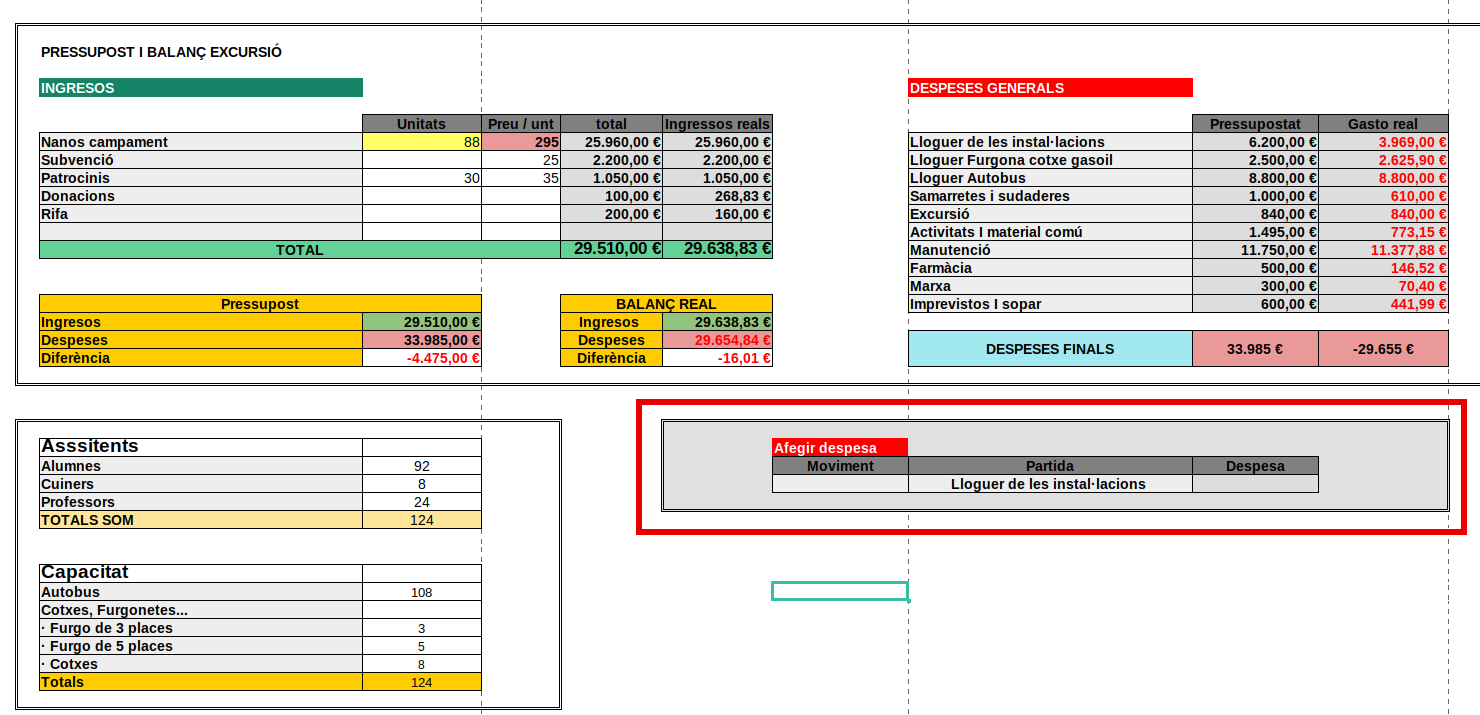 PRESSUPOST I BALANÇ EXCURSIÓ
INGRESOS
Unitats Preu / unt total Ingressos reals
Nanos campament 88 295 25.960,00 € 25.960,00 €
Subvenció 25 2.200,00 € 2.200,00 €
Patrocinis 30 35 1.050,00 € 1.050,00 €
Donacions 100,00 € 268,83 €
Rifa 200,00 € 160,00 €
TOTAL 29.510,00 € 29.638,83 €
DESPESES GENERALS
Pressupostat Gasto real
Lloguer de les instal·lacions 6.200,00 € 3.969,00 €
Lloguer Furgona cotxe gasoil 2.500,00 € 2.625,90 €
Lloguer Autobus 8.800,00 € 8.800,00 €
Samarretes i sudaderes 1.000,00 € 610,00 €
Excursió 840,00 € 840,00 €
Activitats I material comú 1.495,00 € 773,15 €
Manutenció 11.750,00 € 11.377,88 €
Farmàcia 500,00 € 146,52 €
Marxa 300,00 € 70,40 €
Imprevistos I sopar 600,00 € 441,99 €
DESPESES FINALS 33.985 € -29.655 €
Pressupost
Ingresos 29.510,00 €
Despeses 33.985,00 €
Diferència -4.475,00 €
BALANÇ REAL
Ingresos 29.638,83 €
Despeses 29.654,84 €
Diferència -16,01 €
Asssitents
Alumnes 92
Cuiners 8
Professors 24
TOTALS SOM 124
Capacitat
Autobus 108
Cotxes, Furgonetes...
· Furgo de 3 places 3
· Furgo de 5 places 5
· Cotxes 8
Totals 124
Afegir despesa
Moviment Partida Despesa
Lloguer de les instal·lacions